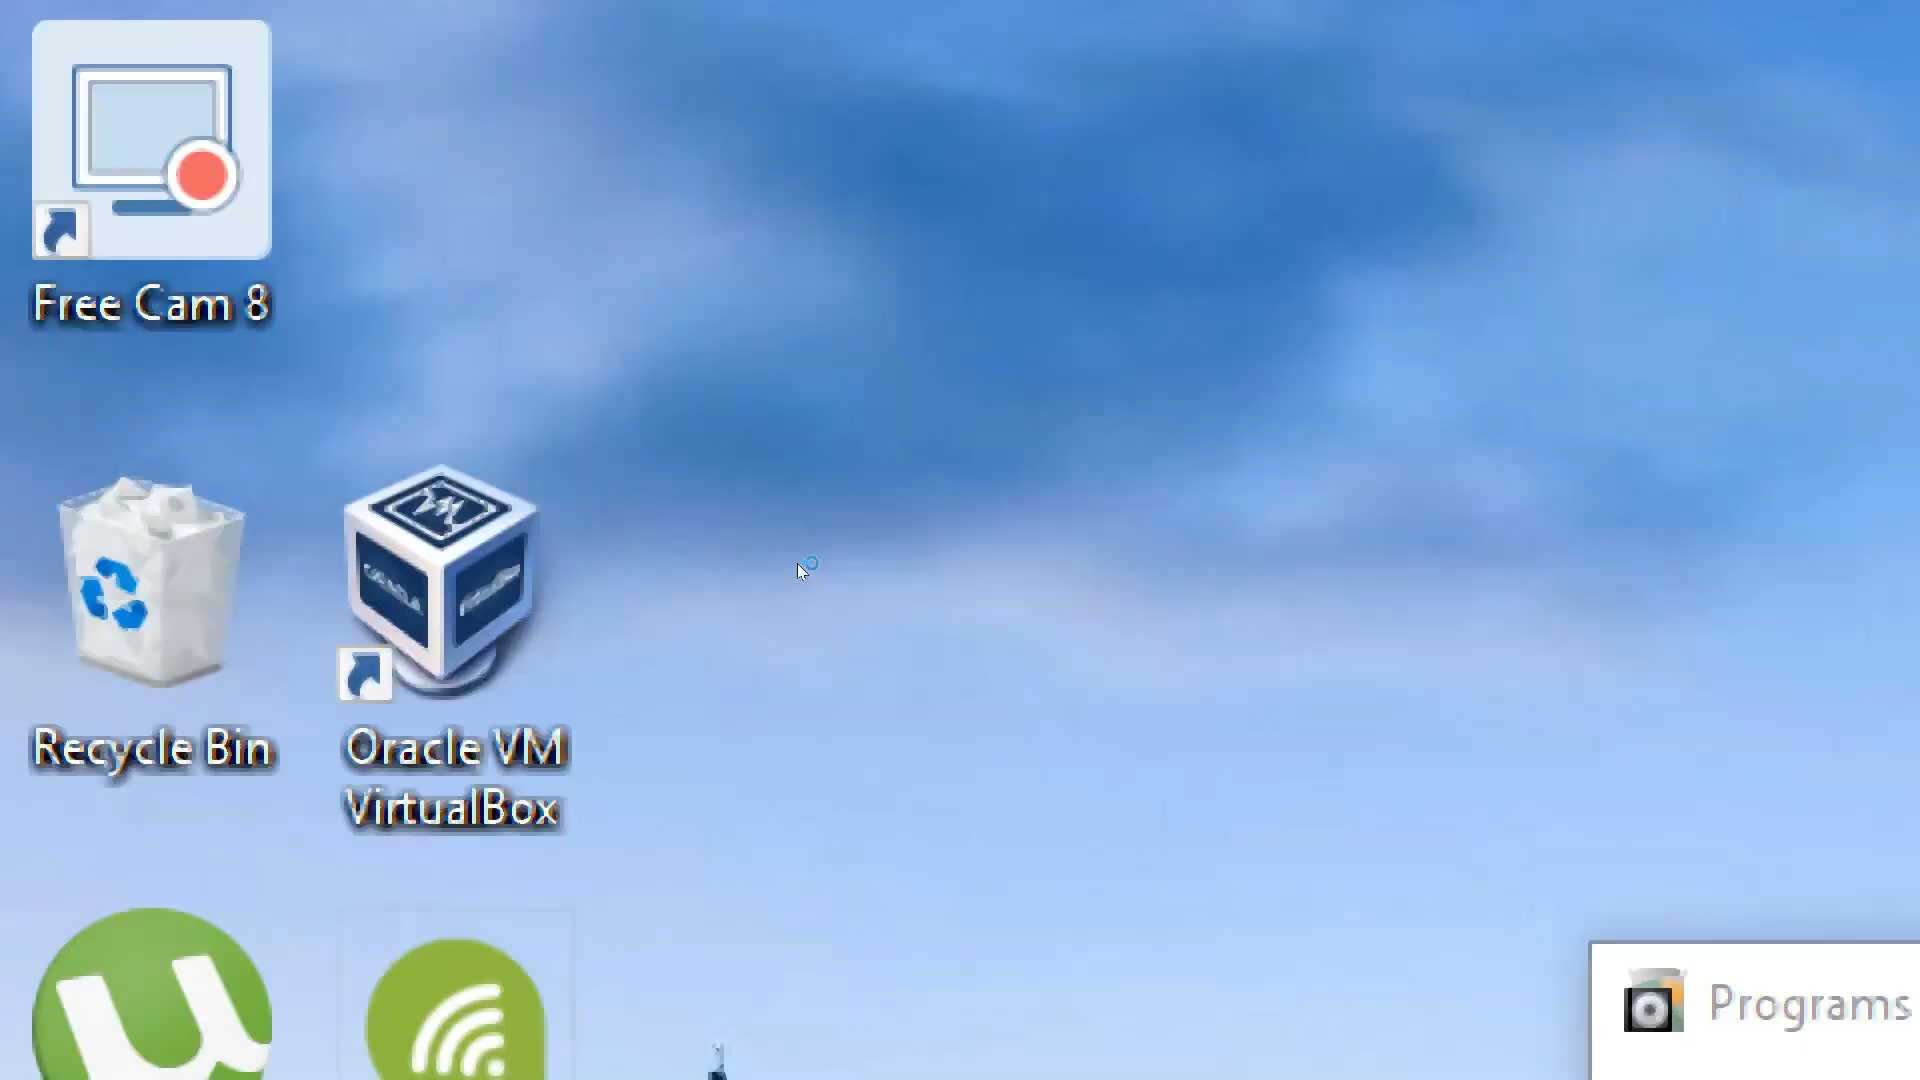 Free Cam 8
Recycle Bin
Oracle VM
VirtualBox
Programs